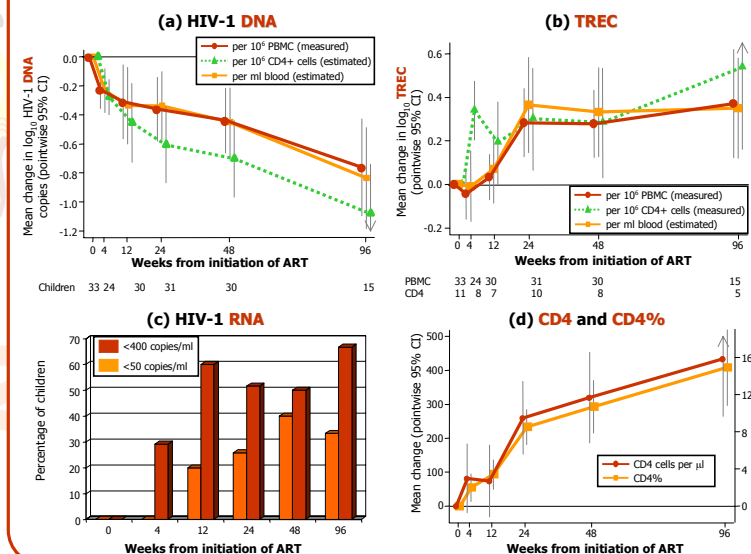 (a) HIV-1 DNA
per 10⁶ PBMC (measured)
per 10⁶ CD4+ cells (estimated)
per ml blood (estimated)
Mean change in log₁₀ HIV-1 DNA
copies (pointwise 95% CI)
0.0
-0.2
-0.4
-0.6
-0.8
-1.0
-1.2
0 4 12 24 48 96
Weeks from initiation of ART
Children 33 24 30 31 30 15
(b) TREC
Mean change in log₁₀ TREC
(pointwise 95% CI)
0.6
0.4
0.2
0.0
-0.2
per 10⁶ PBMC (measured)
per 10⁶ CD4+ cells (measured)
per ml blood (estimated)
0 4 12 24 48 96
Weeks from initiation of ART
PBMC 33 24 30 31 30 15
CD4 11 8 7 10 8 5
(c) HIV-1 RNA
<400 copies/ml
<50 copies/ml
Percentage of children
70
60
50
40
30
20
10
0
0 4 12 24 48 96
Weeks from initiation of ART
(d) CD4 and CD4%
Mean change (pointwise 95% CI)
500
400
300
200
100
0
16
12
8
4
0
CD4 cells per µl
CD4%
0 4 12 24 48 96
Weeks from initiation of ART